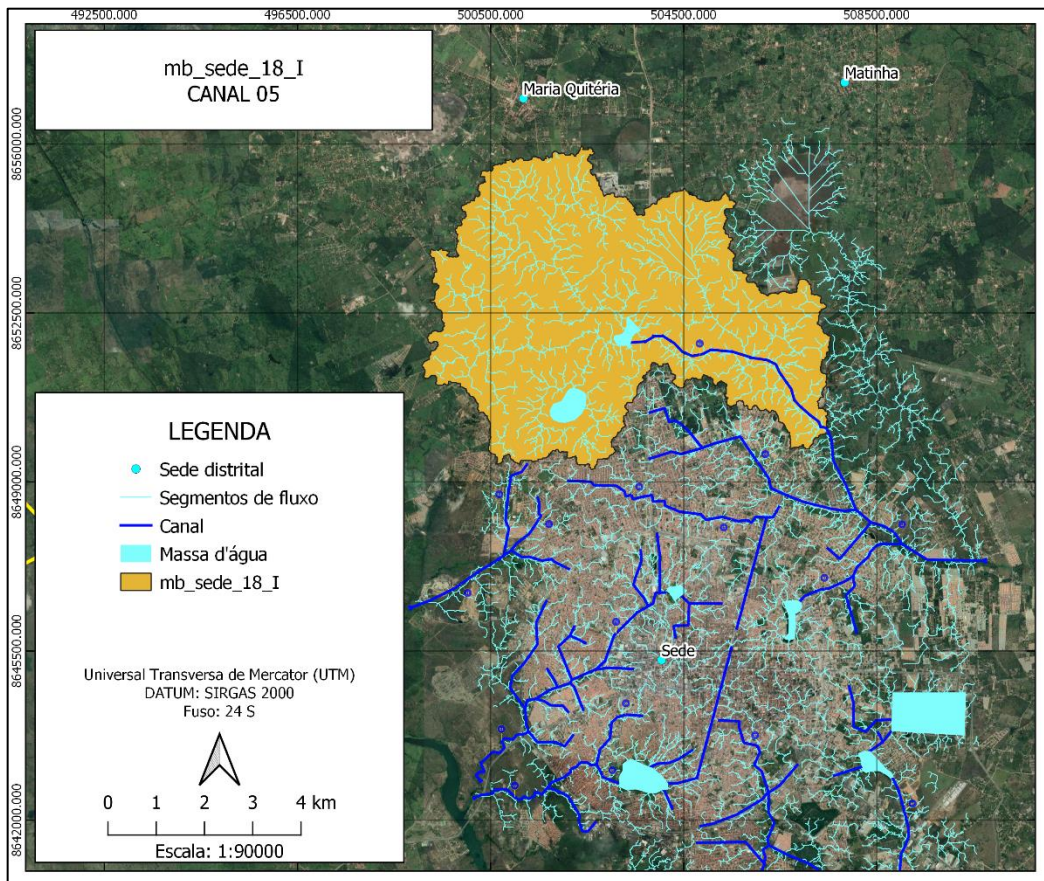 492500.000
496500.000
500500.000
504500.000
508500.000
mb_sede_18_I
CANAL 05
Maria Quitéria
Matinha
8656000.000
8652500.000
8649000.000
8645500.000
8642000.000
LEGENDA
Sede distrital
Segmentos de fluxo
Canal
Massa d'água
mb_sede_18_I
Universal Transversa de Mercator (UTM)
DATUM: SIRGAS 2000
Fuso: 24 S
0 1 2 3 4 km
Escala: 1:90000
Sede